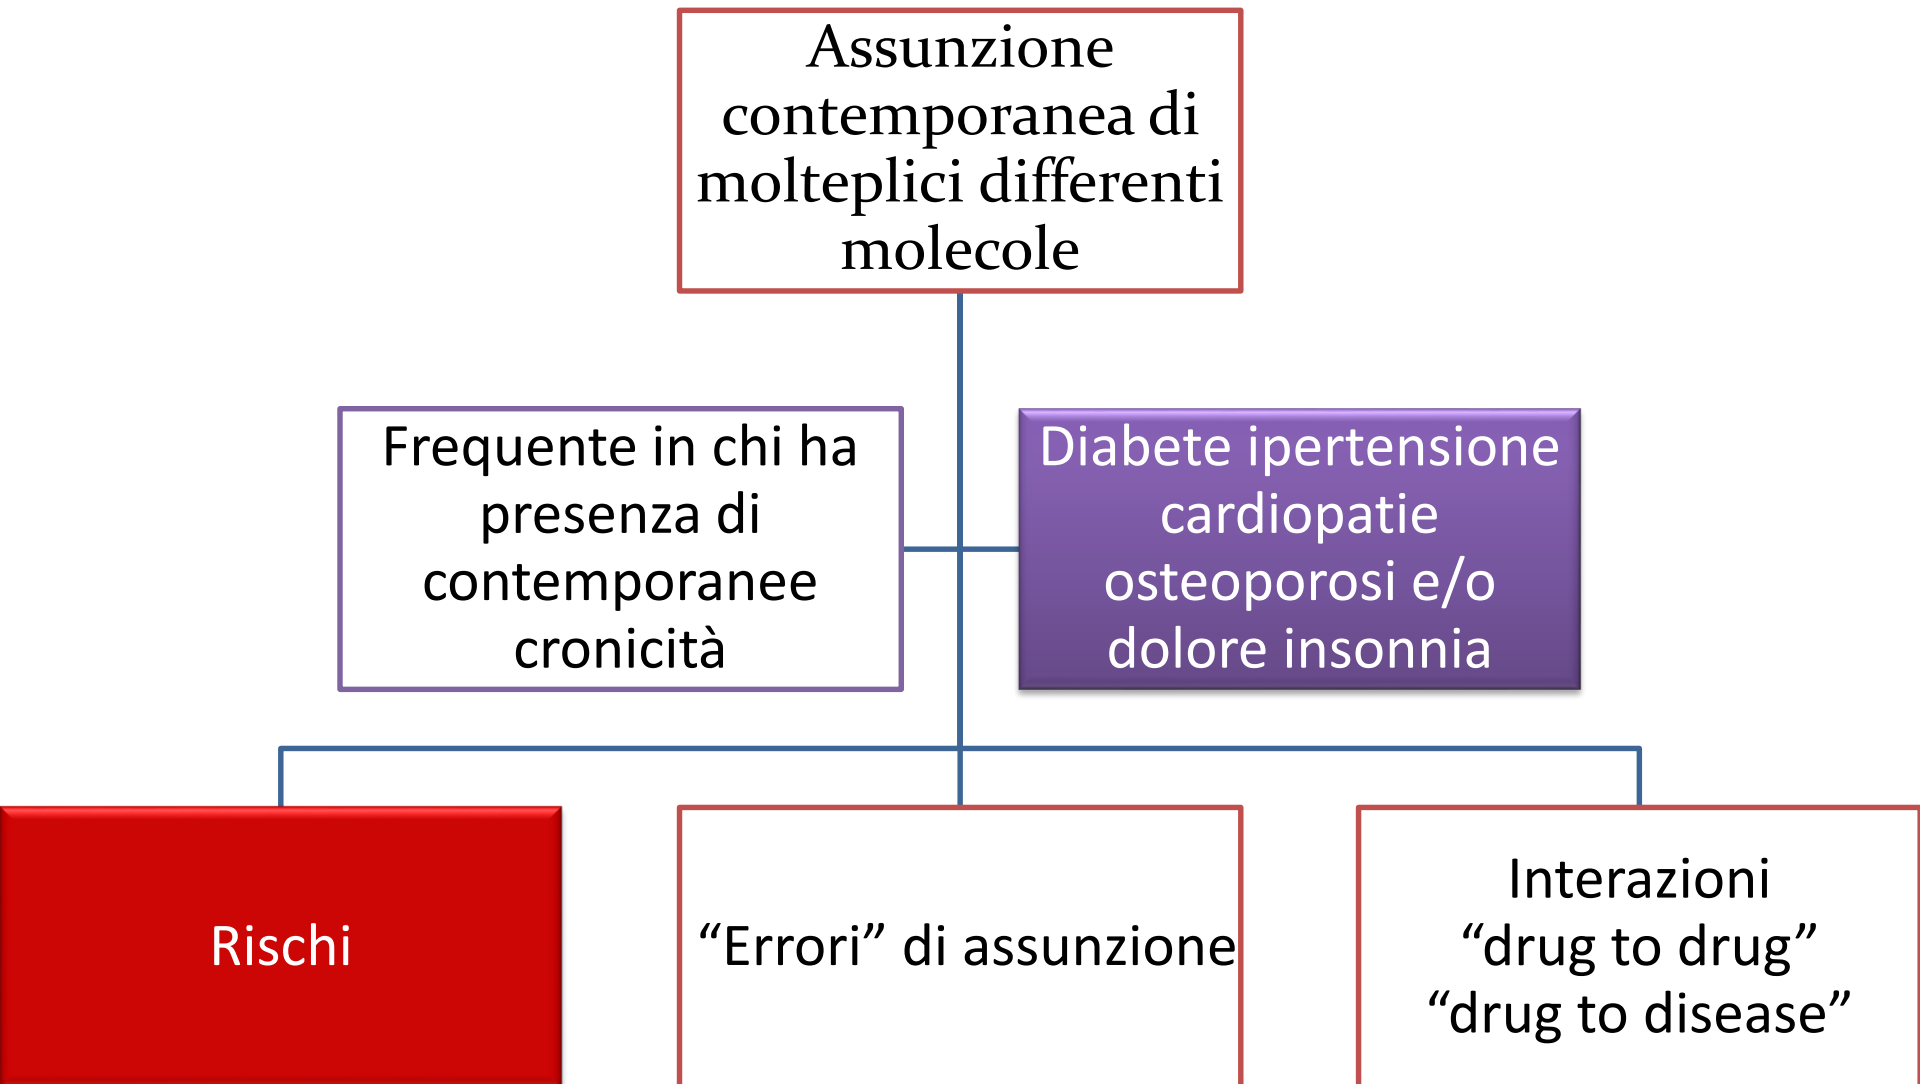 Assunzione
contemporanea di
molteplici differenti
molecole
Frequente in chi ha
presenza di
contemporanee
cronicità
Diabete ipertensione
cardiopatie
osteoporosi e/o
dolore insonnia
Rischi
“Errori” di assunzione
Interazioni
“drug to drug”
“drug to disease”